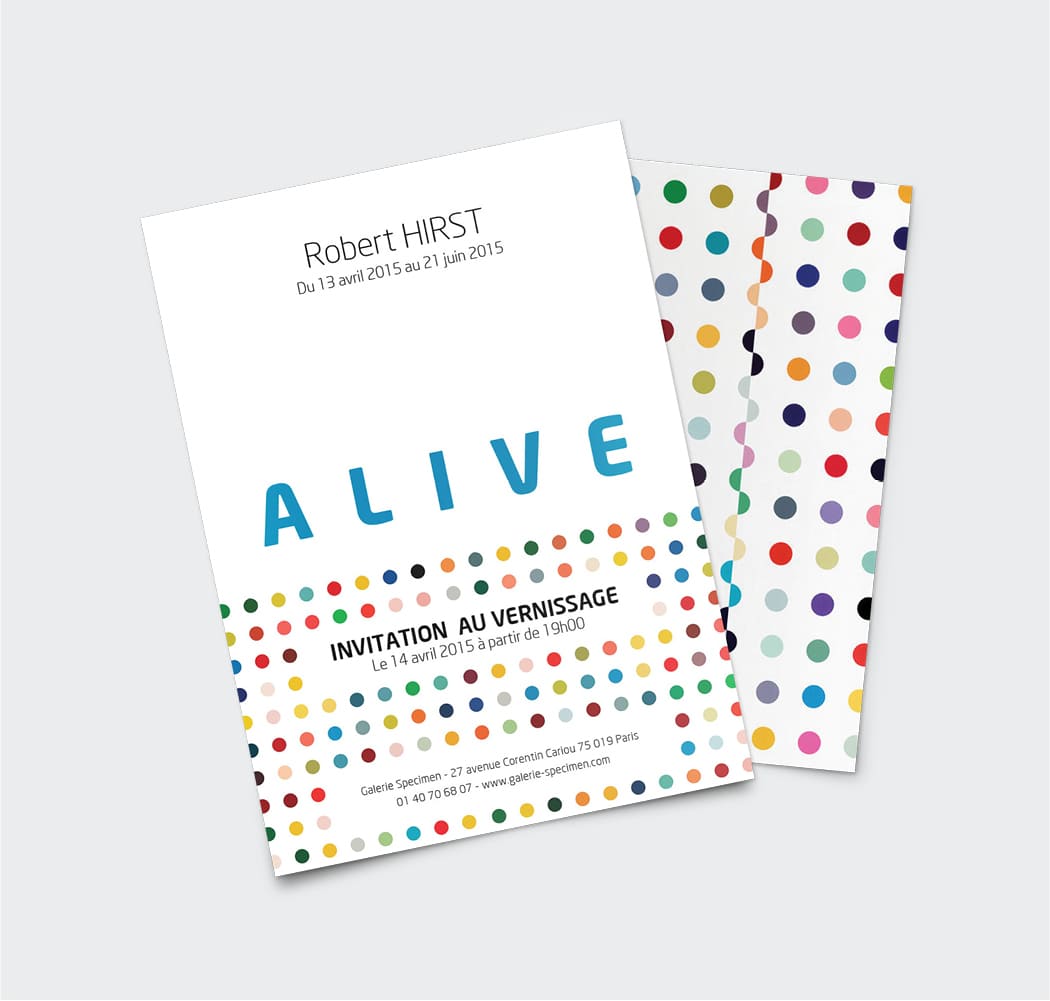 Robert HIRST
Du 13 avril 2015 au 21 juin 2015
ALIVE
INVITATION AU VERNISSAGE
Le 14 avril 2015 à partir de 19h00
Galerie Specimen - 27 avenue Corentin Cariou 75 019 Paris
01 40 70 68 07 - www.galerie-specimen.com